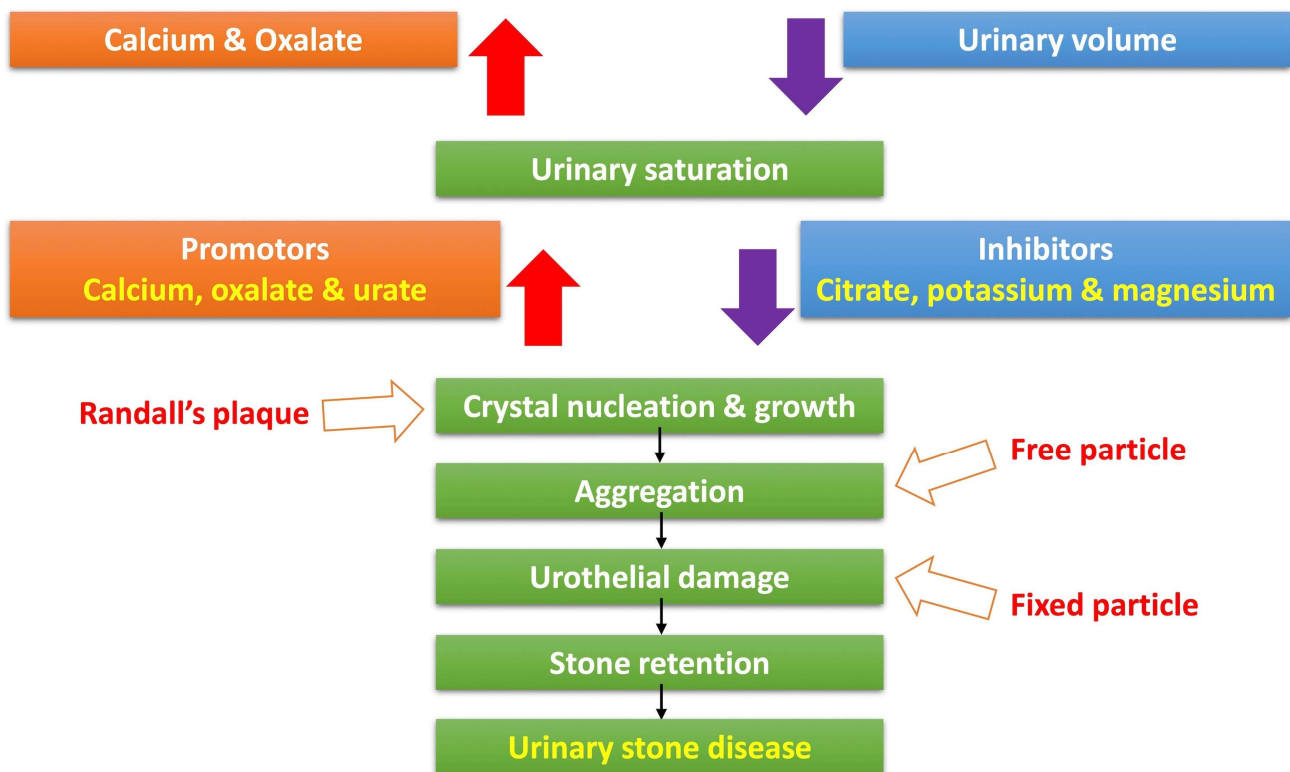 Calcium & Oxalate
Urinary volume
Urinary saturation
Promotors
Calcium, oxalate & urate
Inhibitors
Citrate, potassium & magnesium
Randall’s plaque
Crystal nucleation & growth
Free particle
Aggregation
Urothelial damage
Fixed particle
Stone retention
Urinary stone disease